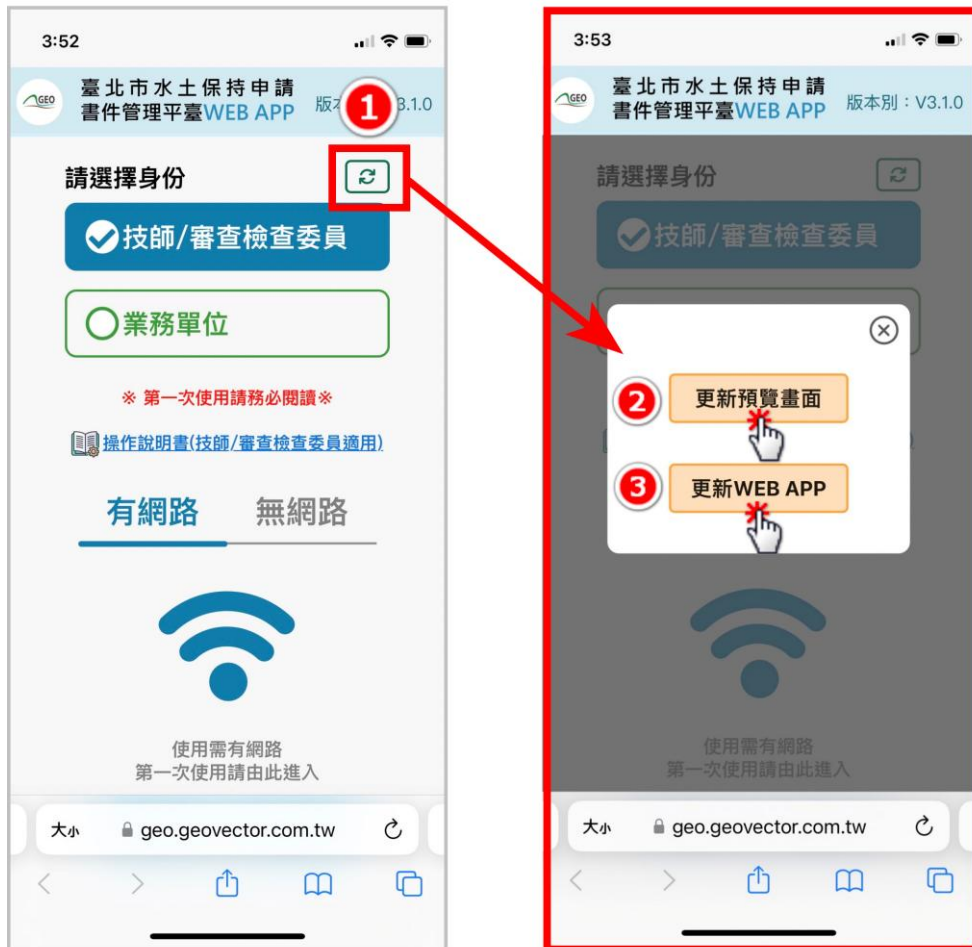 3:52
GEO
臺北市水土保持申請
書件管理平臺WEB APP
版
1
3.1.0
請選擇身份
技師/審查檢查委員
業務單位
※ 第一次使用請務必閱讀※
操作說明書(技師/審查檢查委員適用)
有網路 無網路
使用需有網路
第一次使用請由此進入
大小 geo.geovector.com.tw
3:53
GEO
臺北市水土保持申請
書件管理平臺WEB APP
版本別：V3.1.0
請選擇身份
技師/審查檢查委員
2 更新預覽畫面
3 更新WEB APP
使用需有網路
第一次使用請由此進入
大小 geo.geovector.com.tw